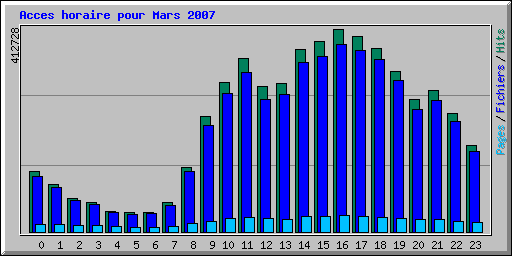 Acces horaire pour Mars 2007
412728
Pages / Fichiers / Hits
0 1 2 3 4 5 6 7 8 9 10 11 12 13 14 15 16 17 18 19 20 21 22 23